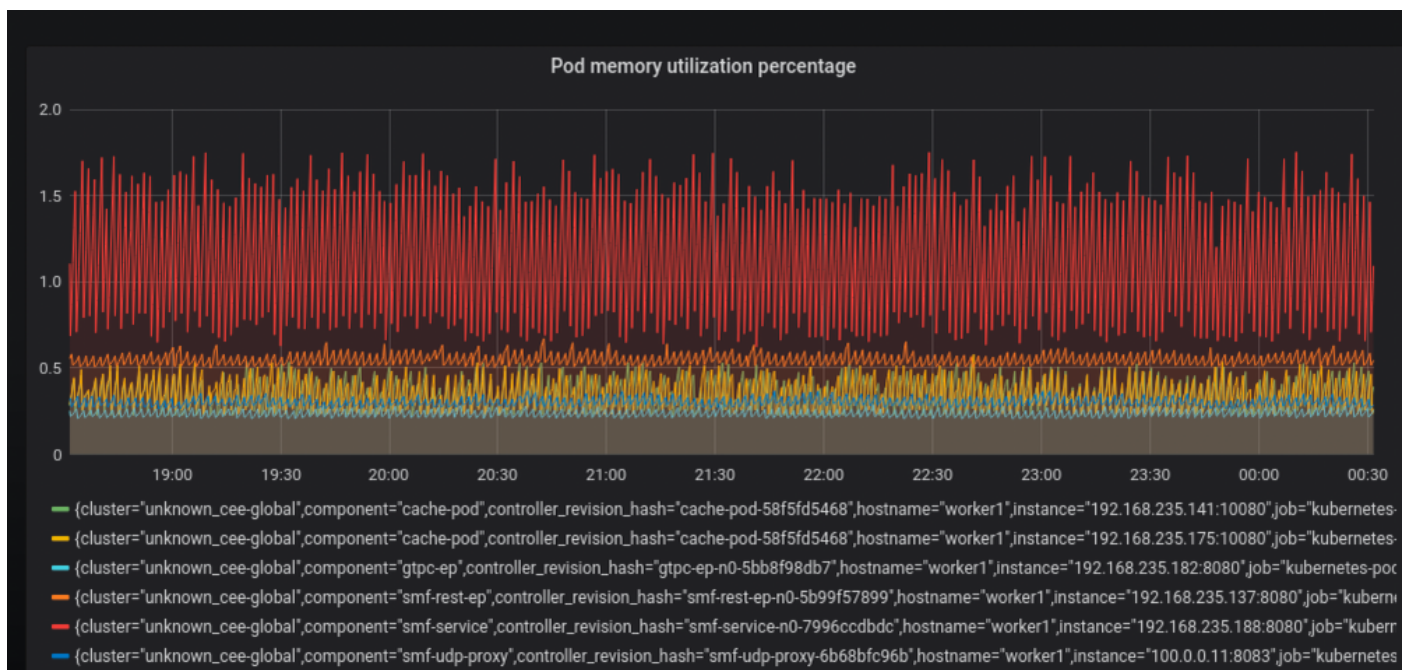 Pod memory utilization percentage
2.0
1.5
1.0
0.5
0
19:00 19:30 20:00 20:30 21:00 21:30 22:00 22:30 23:00 23:30 00:00 00:30
{cluster="unknown_cee-global",component="cache-pod",controller_revision_hash="cache-pod-58f5fd5468",hostname="worker1",instance="192.168.235.141:10080",job="kubernetes-
{cluster="unknown_cee-global",component="cache-pod",controller_revision_hash="cache-pod-58f5fd5468",hostname="worker1",instance="192.168.235.175:10080",job="kubernetes-
{cluster="unknown_cee-global",component="gtpc-ep",controller_revision_hash="gtpc-ep-n0-5bb8f98db7",hostname="worker1",instance="192.168.235.182:8080",job="kubernetes-poc
{cluster="unknown_cee-global",component="smf-rest-ep",controller_revision_hash="smf-rest-ep-n0-5b99f57899",hostname="worker1",instance="192.168.235.137:8080",job="kuberne
{cluster="unknown_cee-global",component="smf-service",controller_revision_hash="smf-service-n0-7996ccdbdc",hostname="worker1",instance="192.168.235.188:8080",job="kubern
{cluster="unknown_cee-global",component="smf-udp-proxy",controller_revision_hash="smf-udp-proxy-6b68bfc96b",hostname="worker1",instance="100.0.0.11:8083",job="kubernetes